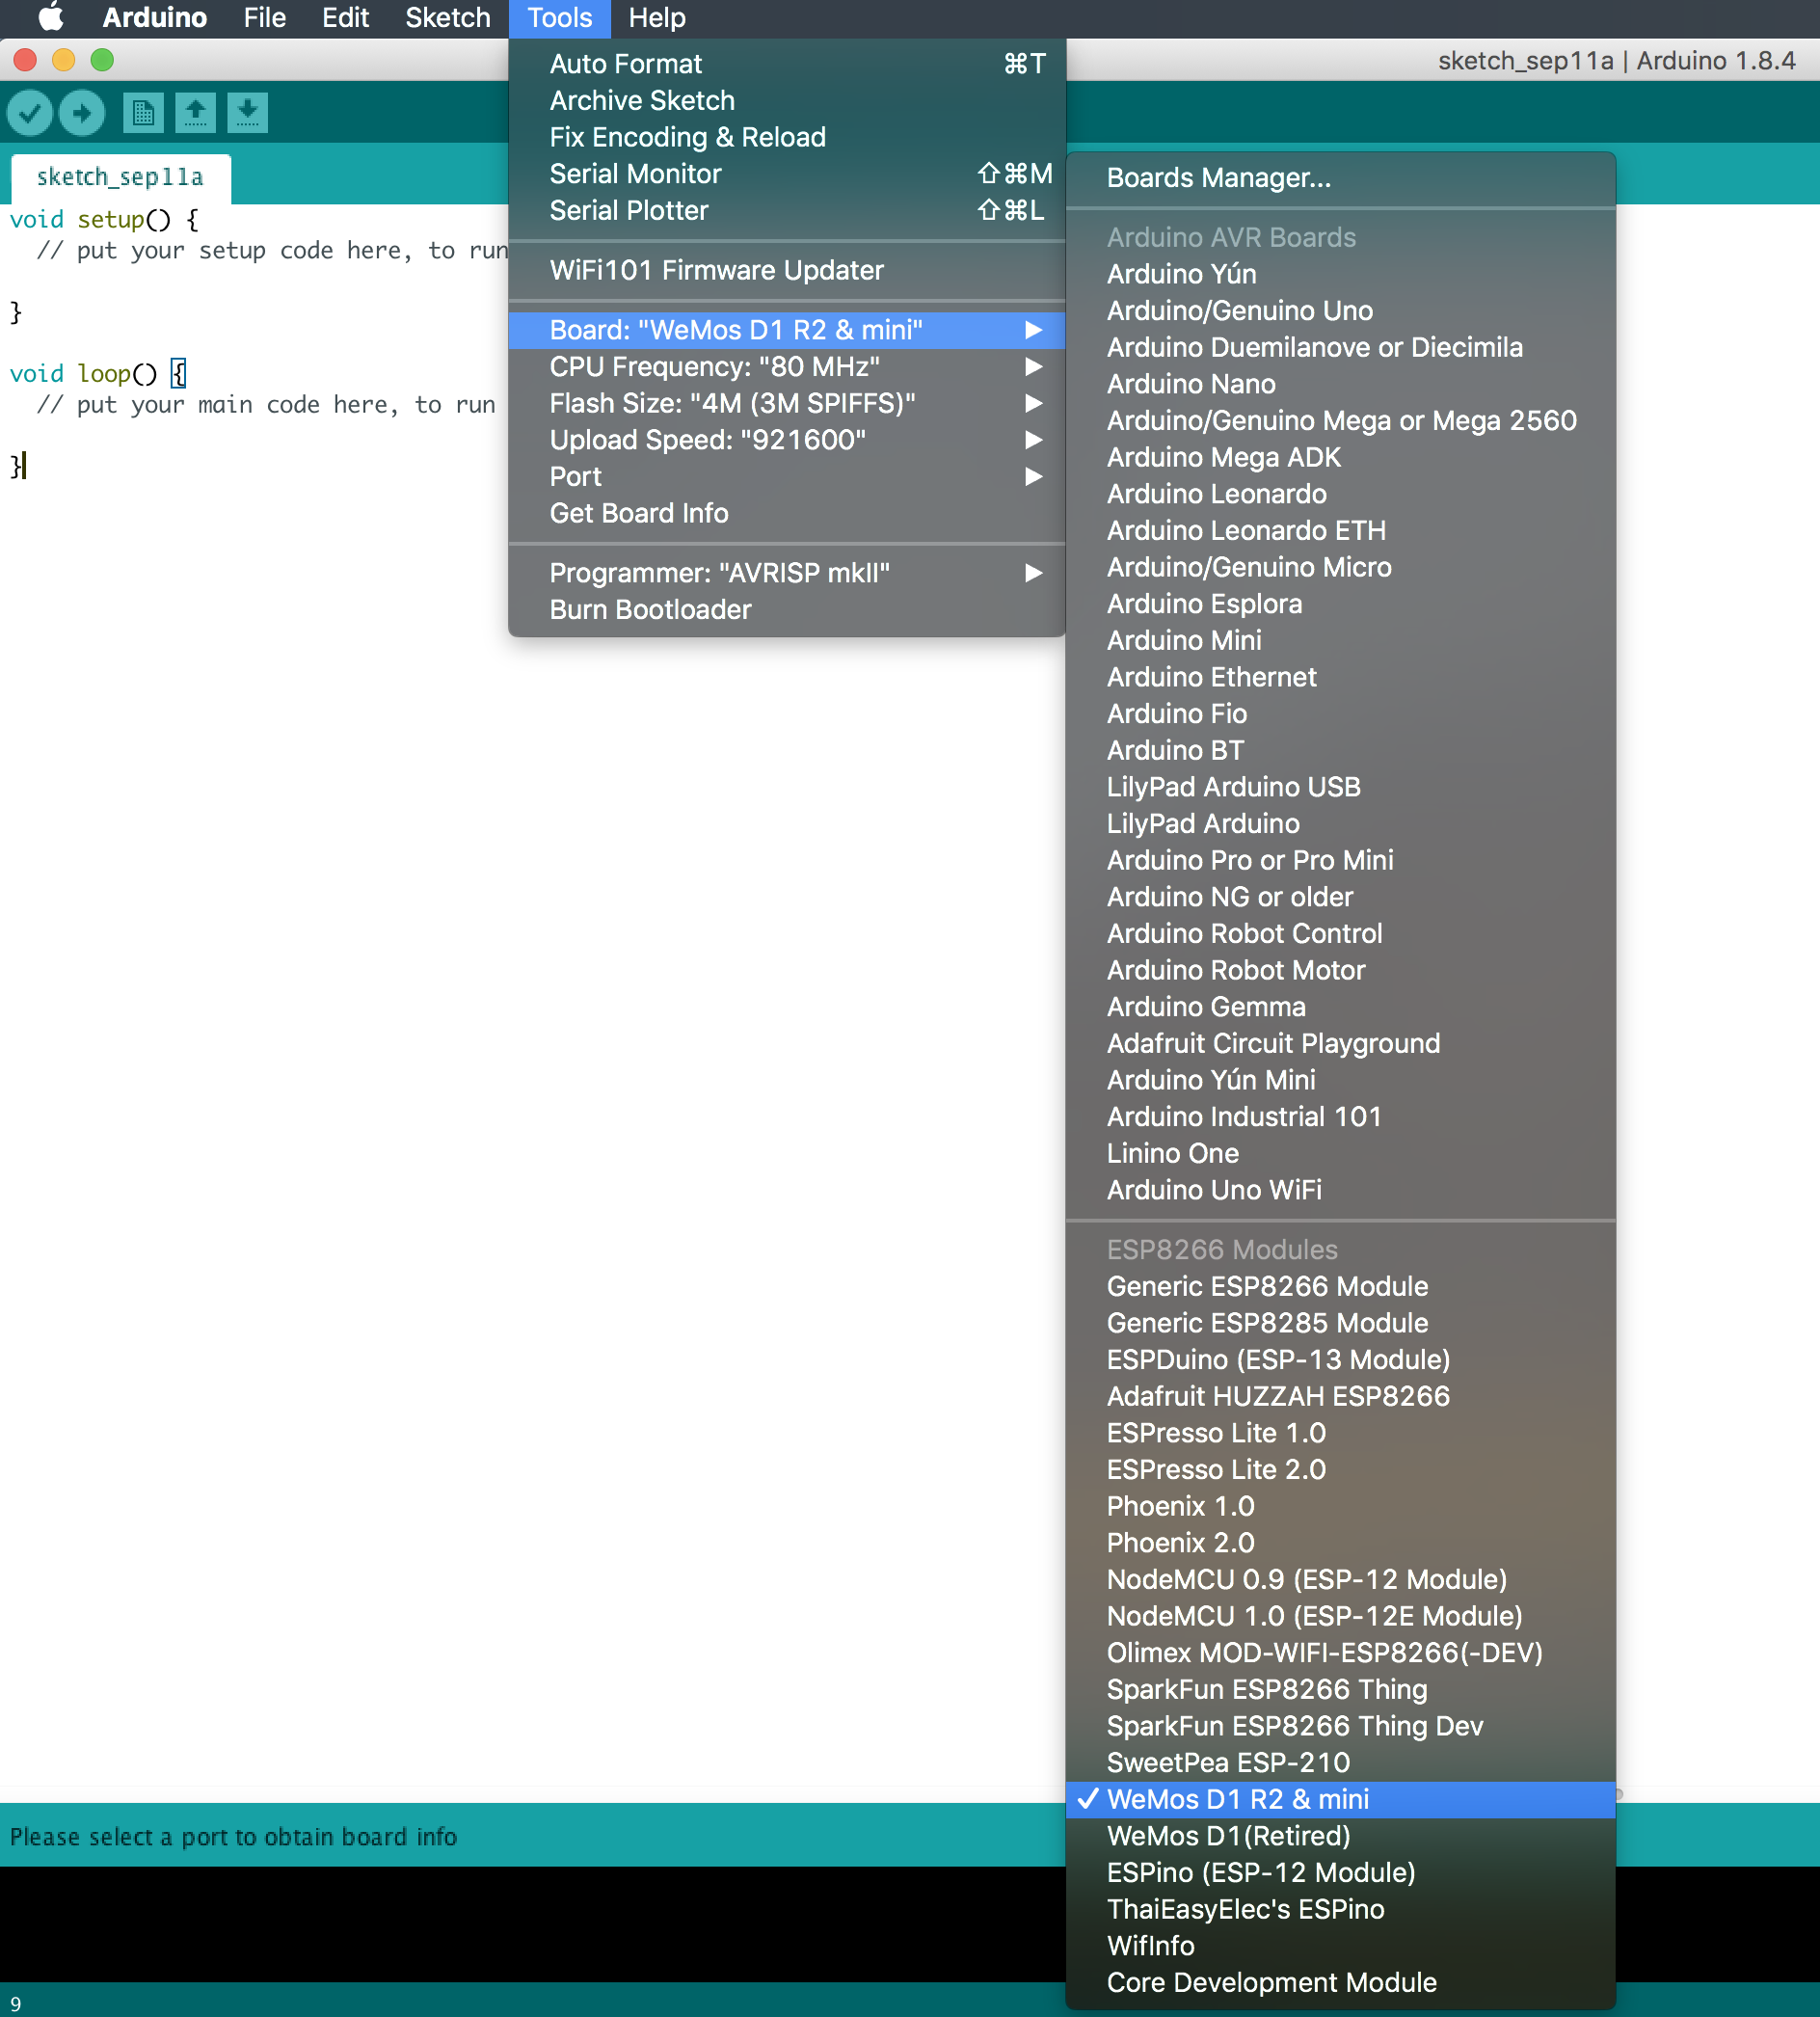 Arduino File Edit Sketch Tools Help
sketch_sep11a | Arduino 1.8.4
sketch_sep11a
void setup() {
// put your setup code here, to run
}
void loop() {
// put your main code here, to run
}
Auto Format ⌘T
Archive Sketch
Fix Encoding & Reload
Serial Monitor ⇧⌘M
Serial Plotter ⇧⌘L
WiFi101 Firmware Updater
Board: "WeMos D1 R2 & mini"
CPU Frequency: "80 MHz"
Flash Size: "4M (3M SPIFFS)"
Upload Speed: "921600"
Port
Get Board Info
Programmer: "AVRISP mkII"
Burn Bootloader
Boards Manager...
Arduino AVR Boards
Arduino Yún
Arduino/Genuino Uno
Arduino Duemilanove or Diecimila
Arduino Nano
Arduino/Genuino Mega or Mega 2560
Arduino Mega ADK
Arduino Leonardo
Arduino Leonardo ETH
Arduino/Genuino Micro
Arduino Esplora
Arduino Mini
Arduino Ethernet
Arduino Fio
Arduino BT
LilyPad Arduino USB
LilyPad Arduino
Arduino Pro or Pro Mini
Arduino NG or older
Arduino Robot Control
Arduino Robot Motor
Arduino Gemma
Adafruit Circuit Playground
Arduino Yún Mini
Arduino Industrial 101
Linino One
Arduino Uno WiFi
ESP8266 Modules
Generic ESP8266 Module
Generic ESP8285 Module
ESPDuino (ESP-13 Module)
Adafruit HUZZAH ESP8266
ESPresso Lite 1.0
ESPresso Lite 2.0
Phoenix 1.0
Phoenix 2.0
NodeMCU 0.9 (ESP-12 Module)
NodeMCU 1.0 (ESP-12E Module)
Olimex MOD-WIFI-ESP8266(-DEV)
SparkFun ESP8266 Thing
SparkFun ESP8266 Thing Dev
SweetPea ESP-210
✓ WeMos D1 R2 & mini
WeMos D1(Retired)
ESPino (ESP-12 Module)
ThaiEasyElec's ESPino
WifInfo
Core Development Module
Please select a port to obtain board info
9